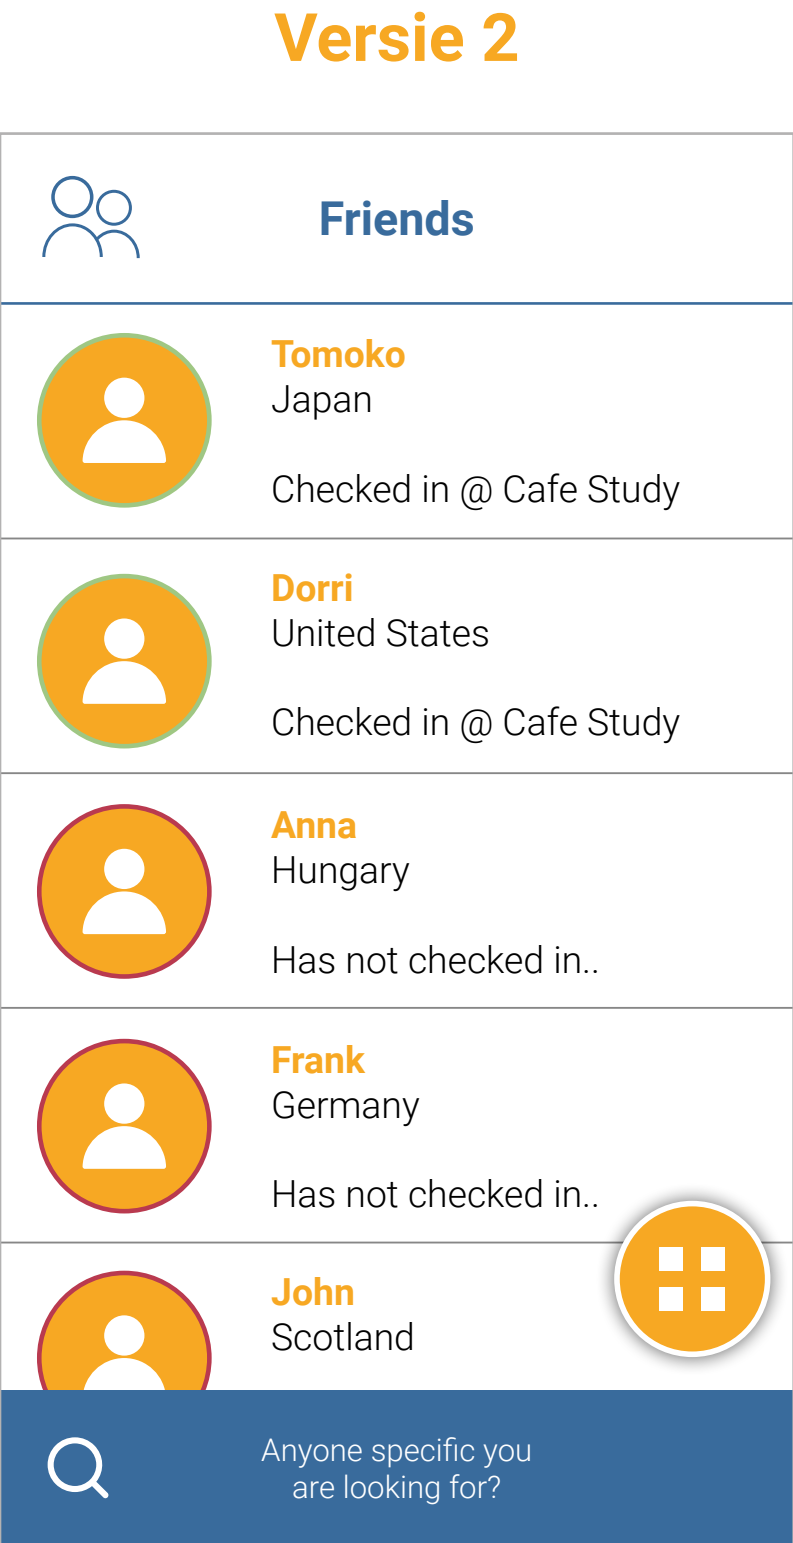 Versie 2
Friends
Tomoko
Japan
Checked in @ Cafe Study
Dorri
United States
Checked in @ Cafe Study
Anna
Hungary
Has not checked in..
Frank
Germany
Has not checked in..
John
Scotland
Anyone specific you
are looking for?